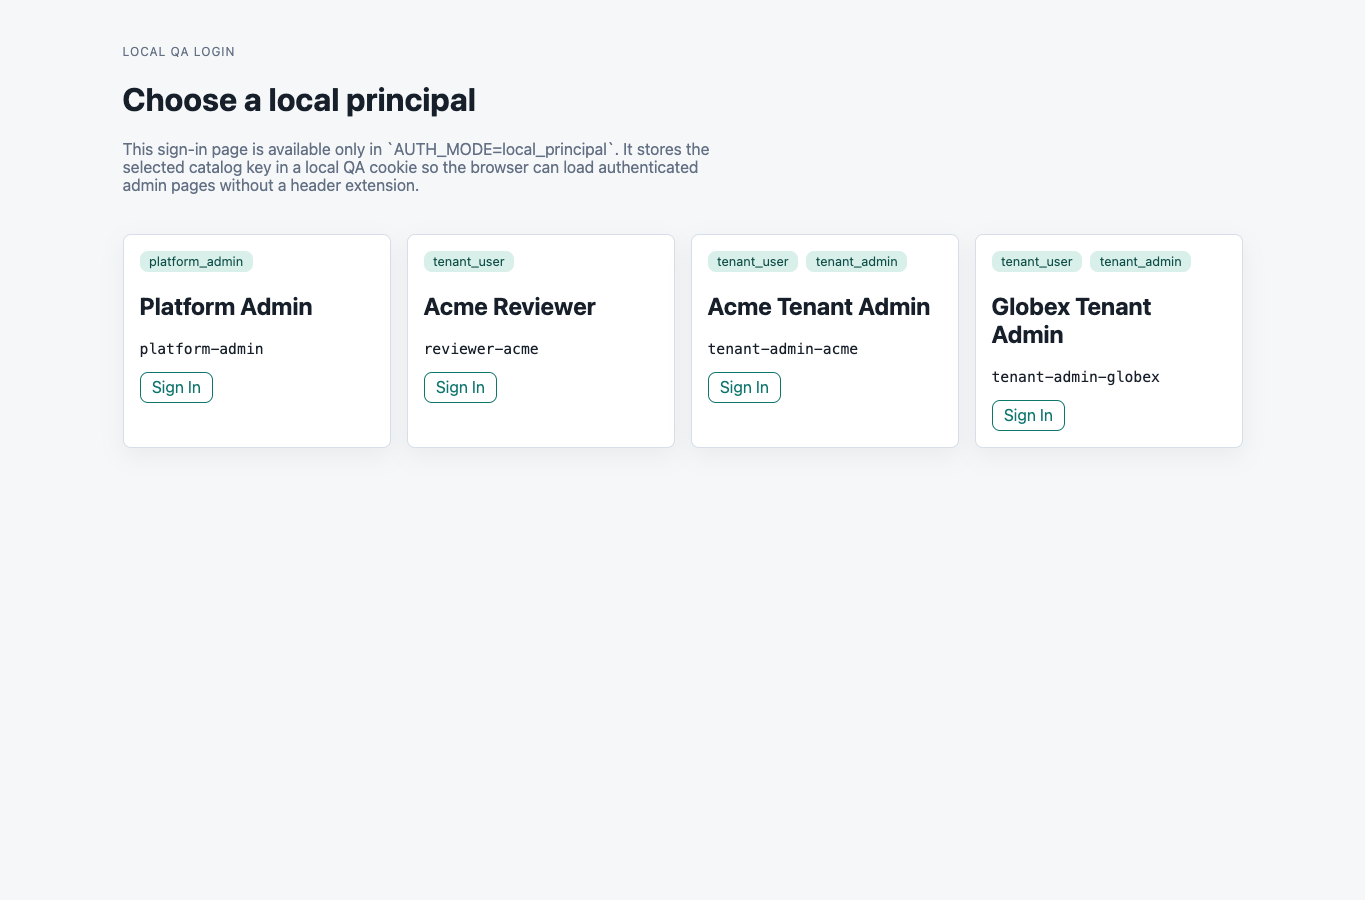 LOCAL QA LOGIN
Choose a local principal
This sign-in page is available only in `AUTH_MODE=local_principal`. It stores the
selected catalog key in a local QA cookie so the browser can load authenticated
admin pages without a header extension.
platform_admin
Platform Admin
platform-admin
Sign In
tenant_user
Acme Reviewer
reviewer-acme
Sign In
tenant_user tenant_admin
Acme Tenant Admin
tenant-admin-acme
Sign In
tenant_user tenant_admin
Globex Tenant
Admin
tenant-admin-globex
Sign In